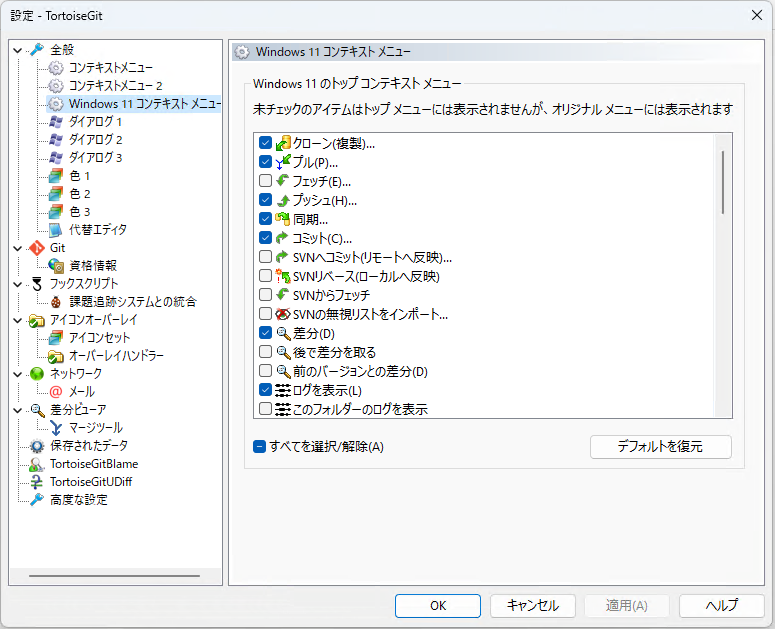 設定 - TortoiseGit
全般
コンテキストメニュー
コンテキストメニュー 2
Windows 11 コンテキスト メニュー
ダイアログ 1
ダイアログ 2
ダイアログ 3
色 1
色 2
色 3
代替エディタ
Git
資格情報
フックスクリプト
課題追跡システムとの統合
アイコンオーバーレイ
アイコンセット
オーバーレイハンドラー
ネットワーク
メール
差分ビューア
マージツール
保存されたデータ
TortoiseGitBlame
TortoiseGitUDiff
高度な設定
Windows 11 コンテキスト メニュー
Windows 11 のトップ コンテキスト メニュー
未チェックのアイテムはトップ メニューには表示されませんが、オリジナル メニューには表示されます
クローン(複製)...
プル(P)...
フェッチ(E)...
プッシュ(H)...
同期...
コミット(C)...
SVNへコミット(リモートへ反映)...
SVNリベース(ローカルへ反映)
SVNからフェッチ
SVNの無視リストをインポート...
差分(D)
後で差分を取る
前のバージョンとの差分(D)
ログを表示(L)
このフォルダーのログを表示
すべてを選択/解除(A)
デフォルトを復元
OK
キャンセル
適用(A)
ヘルプ